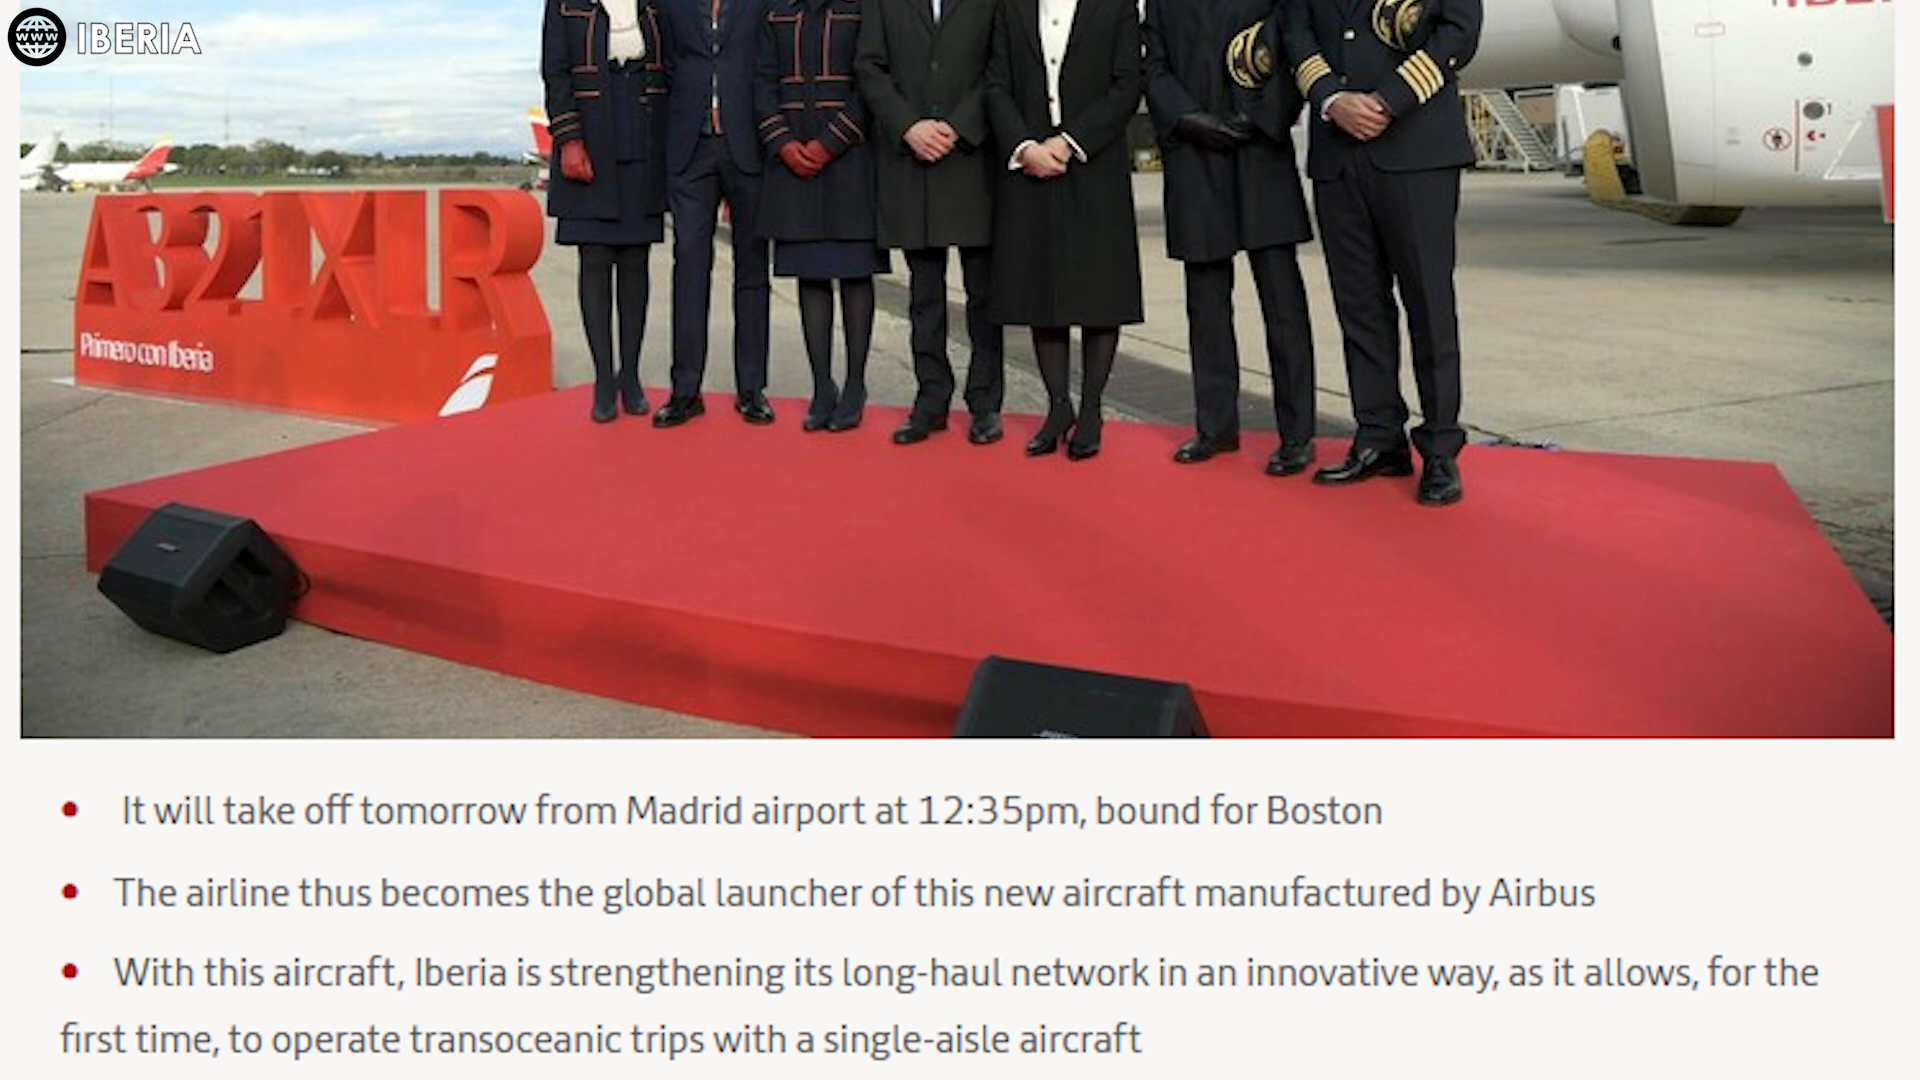 IBERIA
A321XLR
Primero con Iberia
It will take off tomorrow from Madrid airport at 12:35pm, bound for Boston
The airline thus becomes the global launcher of this new aircraft manufactured by Airbus
With this aircraft, Iberia is strengthening its long-haul network in an innovative way, as it allows, for the
first time, to operate transoceanic trips with a single-aisle aircraft